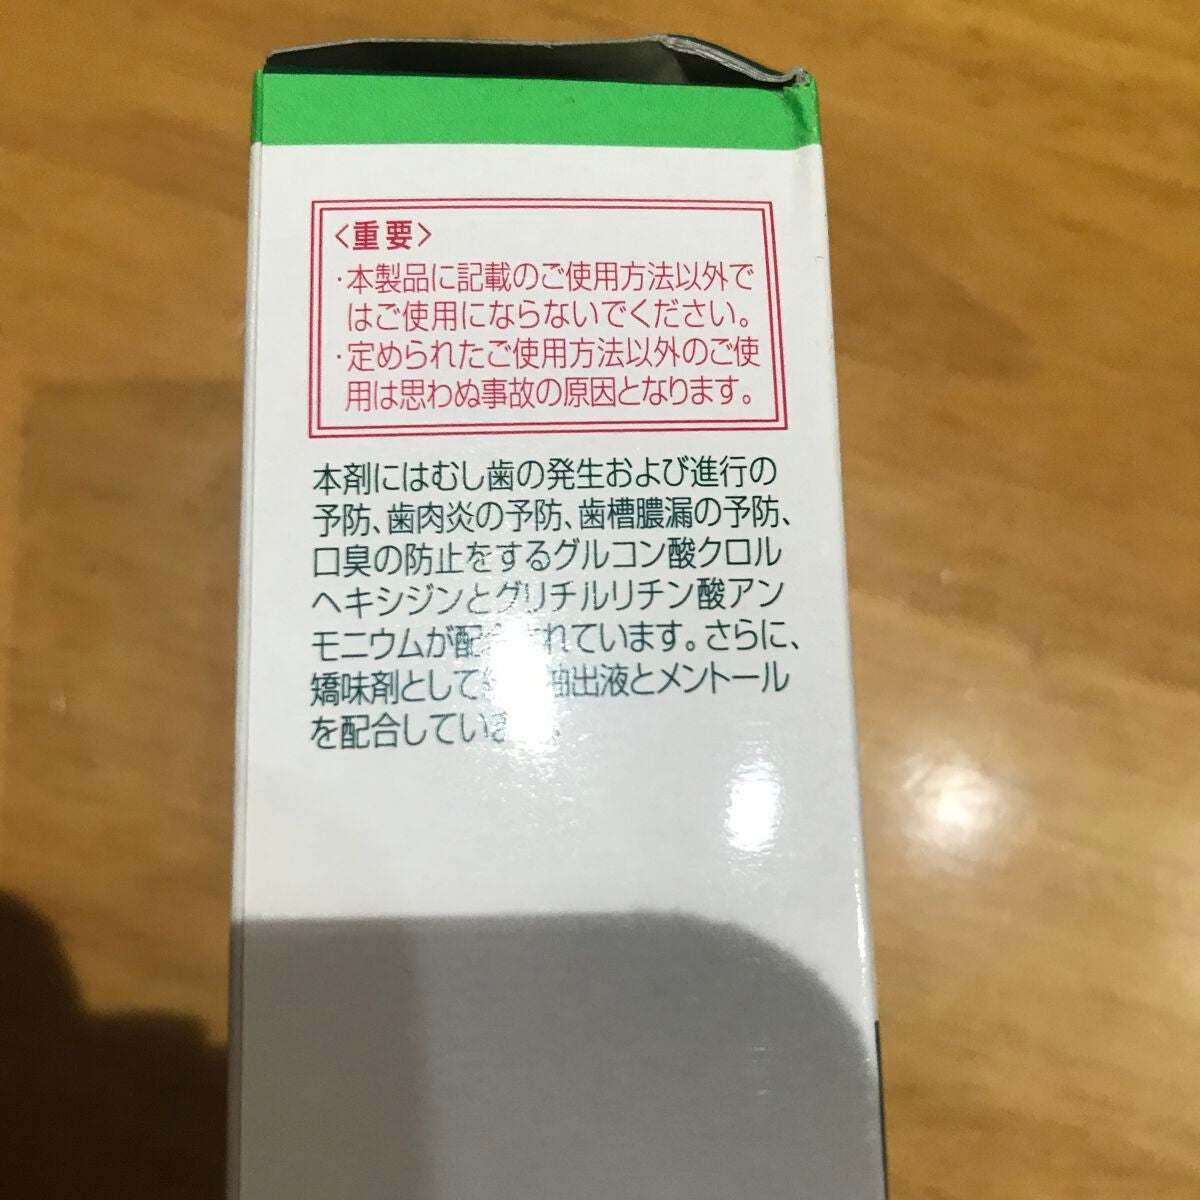 〈重要〉
・本製品に記載のご使用方法以外で
はご使用にならないでください。
・定められたご使用方法以外のご使
用は思わぬ事故の原因となります。
本剤にはむし歯の発生および進行の
予防、歯肉炎の予防、歯槽膿漏の予防、
口臭の防止をするグルコン酸クロル
ヘキシジンとグリチルリチン酸アン
モニウムが配合されています。さらに、
矯味剤として 抽出液とメントール
を配合していま 。